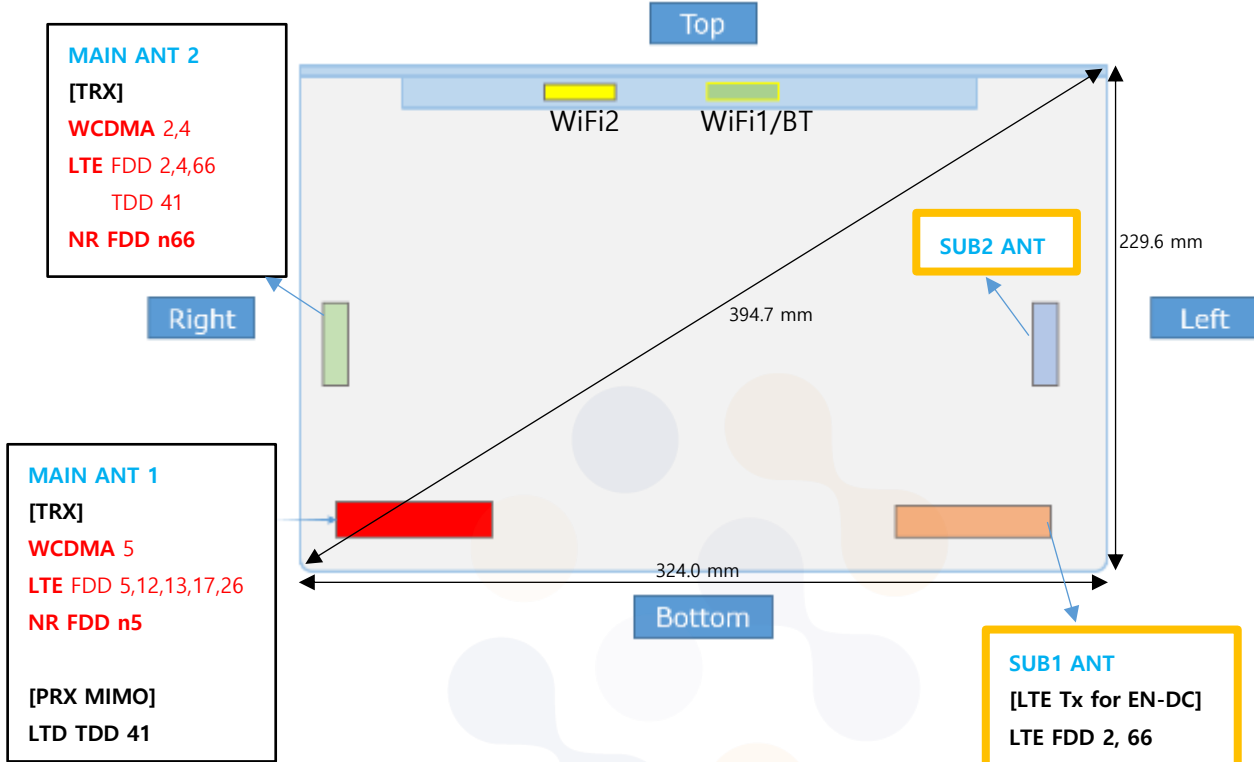 Top
MAIN ANT 2
[TRX]
WCDMA 2,4
LTE FDD 2,4,66
TDD 41
NR FDD n66
WiFi2
WiFi1/BT
SUB2 ANT
229.6 mm
Right
394.7 mm
Left
MAIN ANT 1
[TRX]
WCDMA 5
LTE FDD 5,12,13,17,26
NR FDD n5
[PRX MIMO]
LTD TDD 41
324.0 mm
Bottom
SUB1 ANT
[LTE Tx for EN-DC]
LTE FDD 2, 66